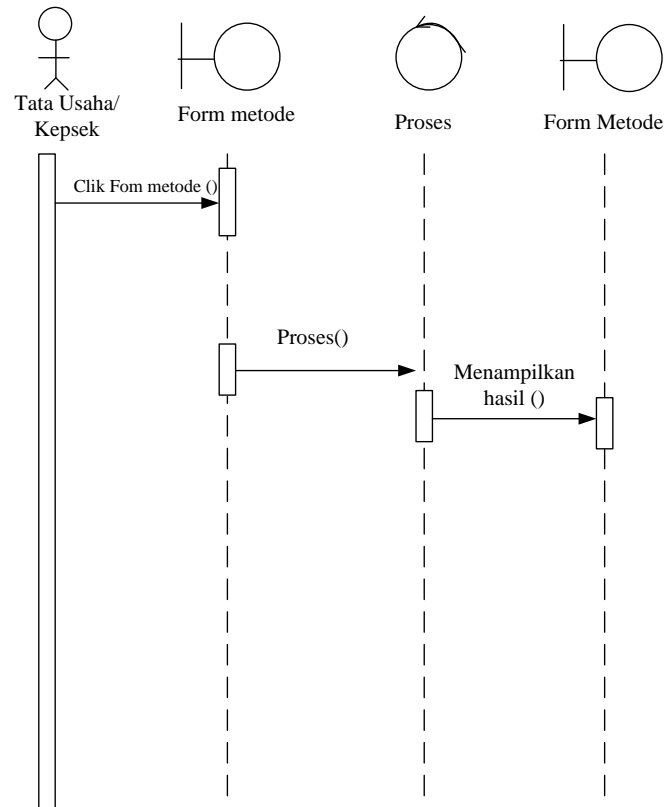 Tata Usaha/
Kepsek
Form metode
Proses
Form Metode
Clik Fom metode ()
Proses()
Menampilkan
hasil ()